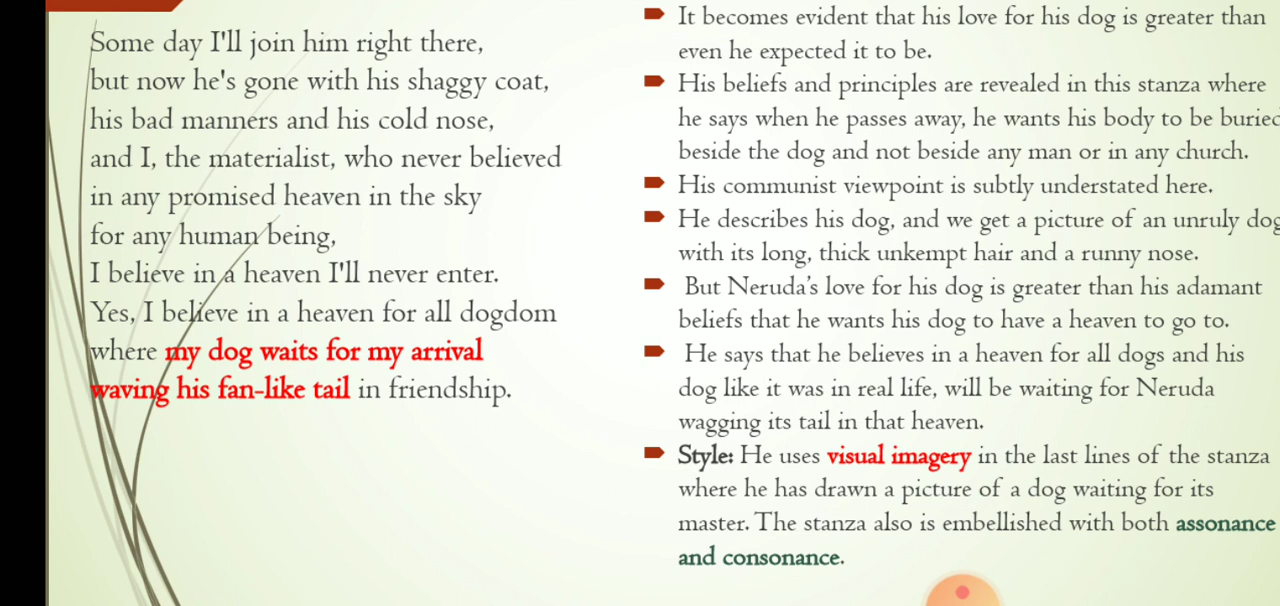 Some day I'll join him right there,
but now he's gone with his shaggy coat,
his bad manners and his cold nose,
and I, the materialist, who never believed
in any promised heaven in the sky
for any human being,
I believe in a heaven I'll never enter.
Yes, I believe in a heaven for all dogdom
where my dog waits for my arrival
waving his fan-like tail in friendship.
It becomes evident that his love for his dog is greater than
even he expected it to be.
His beliefs and principles are revealed in this stanza where
he says when he passes away, he wants his body to be buried
beside the dog and not beside any man or in any church.
His communist viewpoint is subtly understated here.
He describes his dog, and we get a picture of an unruly dog
with its long, thick unkempt hair and a runny nose.
But Neruda's love for his dog is greater than his adamant
beliefs that he wants his dog to have a heaven to go to.
He says that he believes in a heaven for all dogs and his
dog like it was in real life, will be waiting for Neruda
wagging its tail in that heaven.
Style: He uses visual imagery in the last lines of the stanza
where he has drawn a picture of a dog waiting for its
master. The stanza also is embellished with both assonance
and consonance.